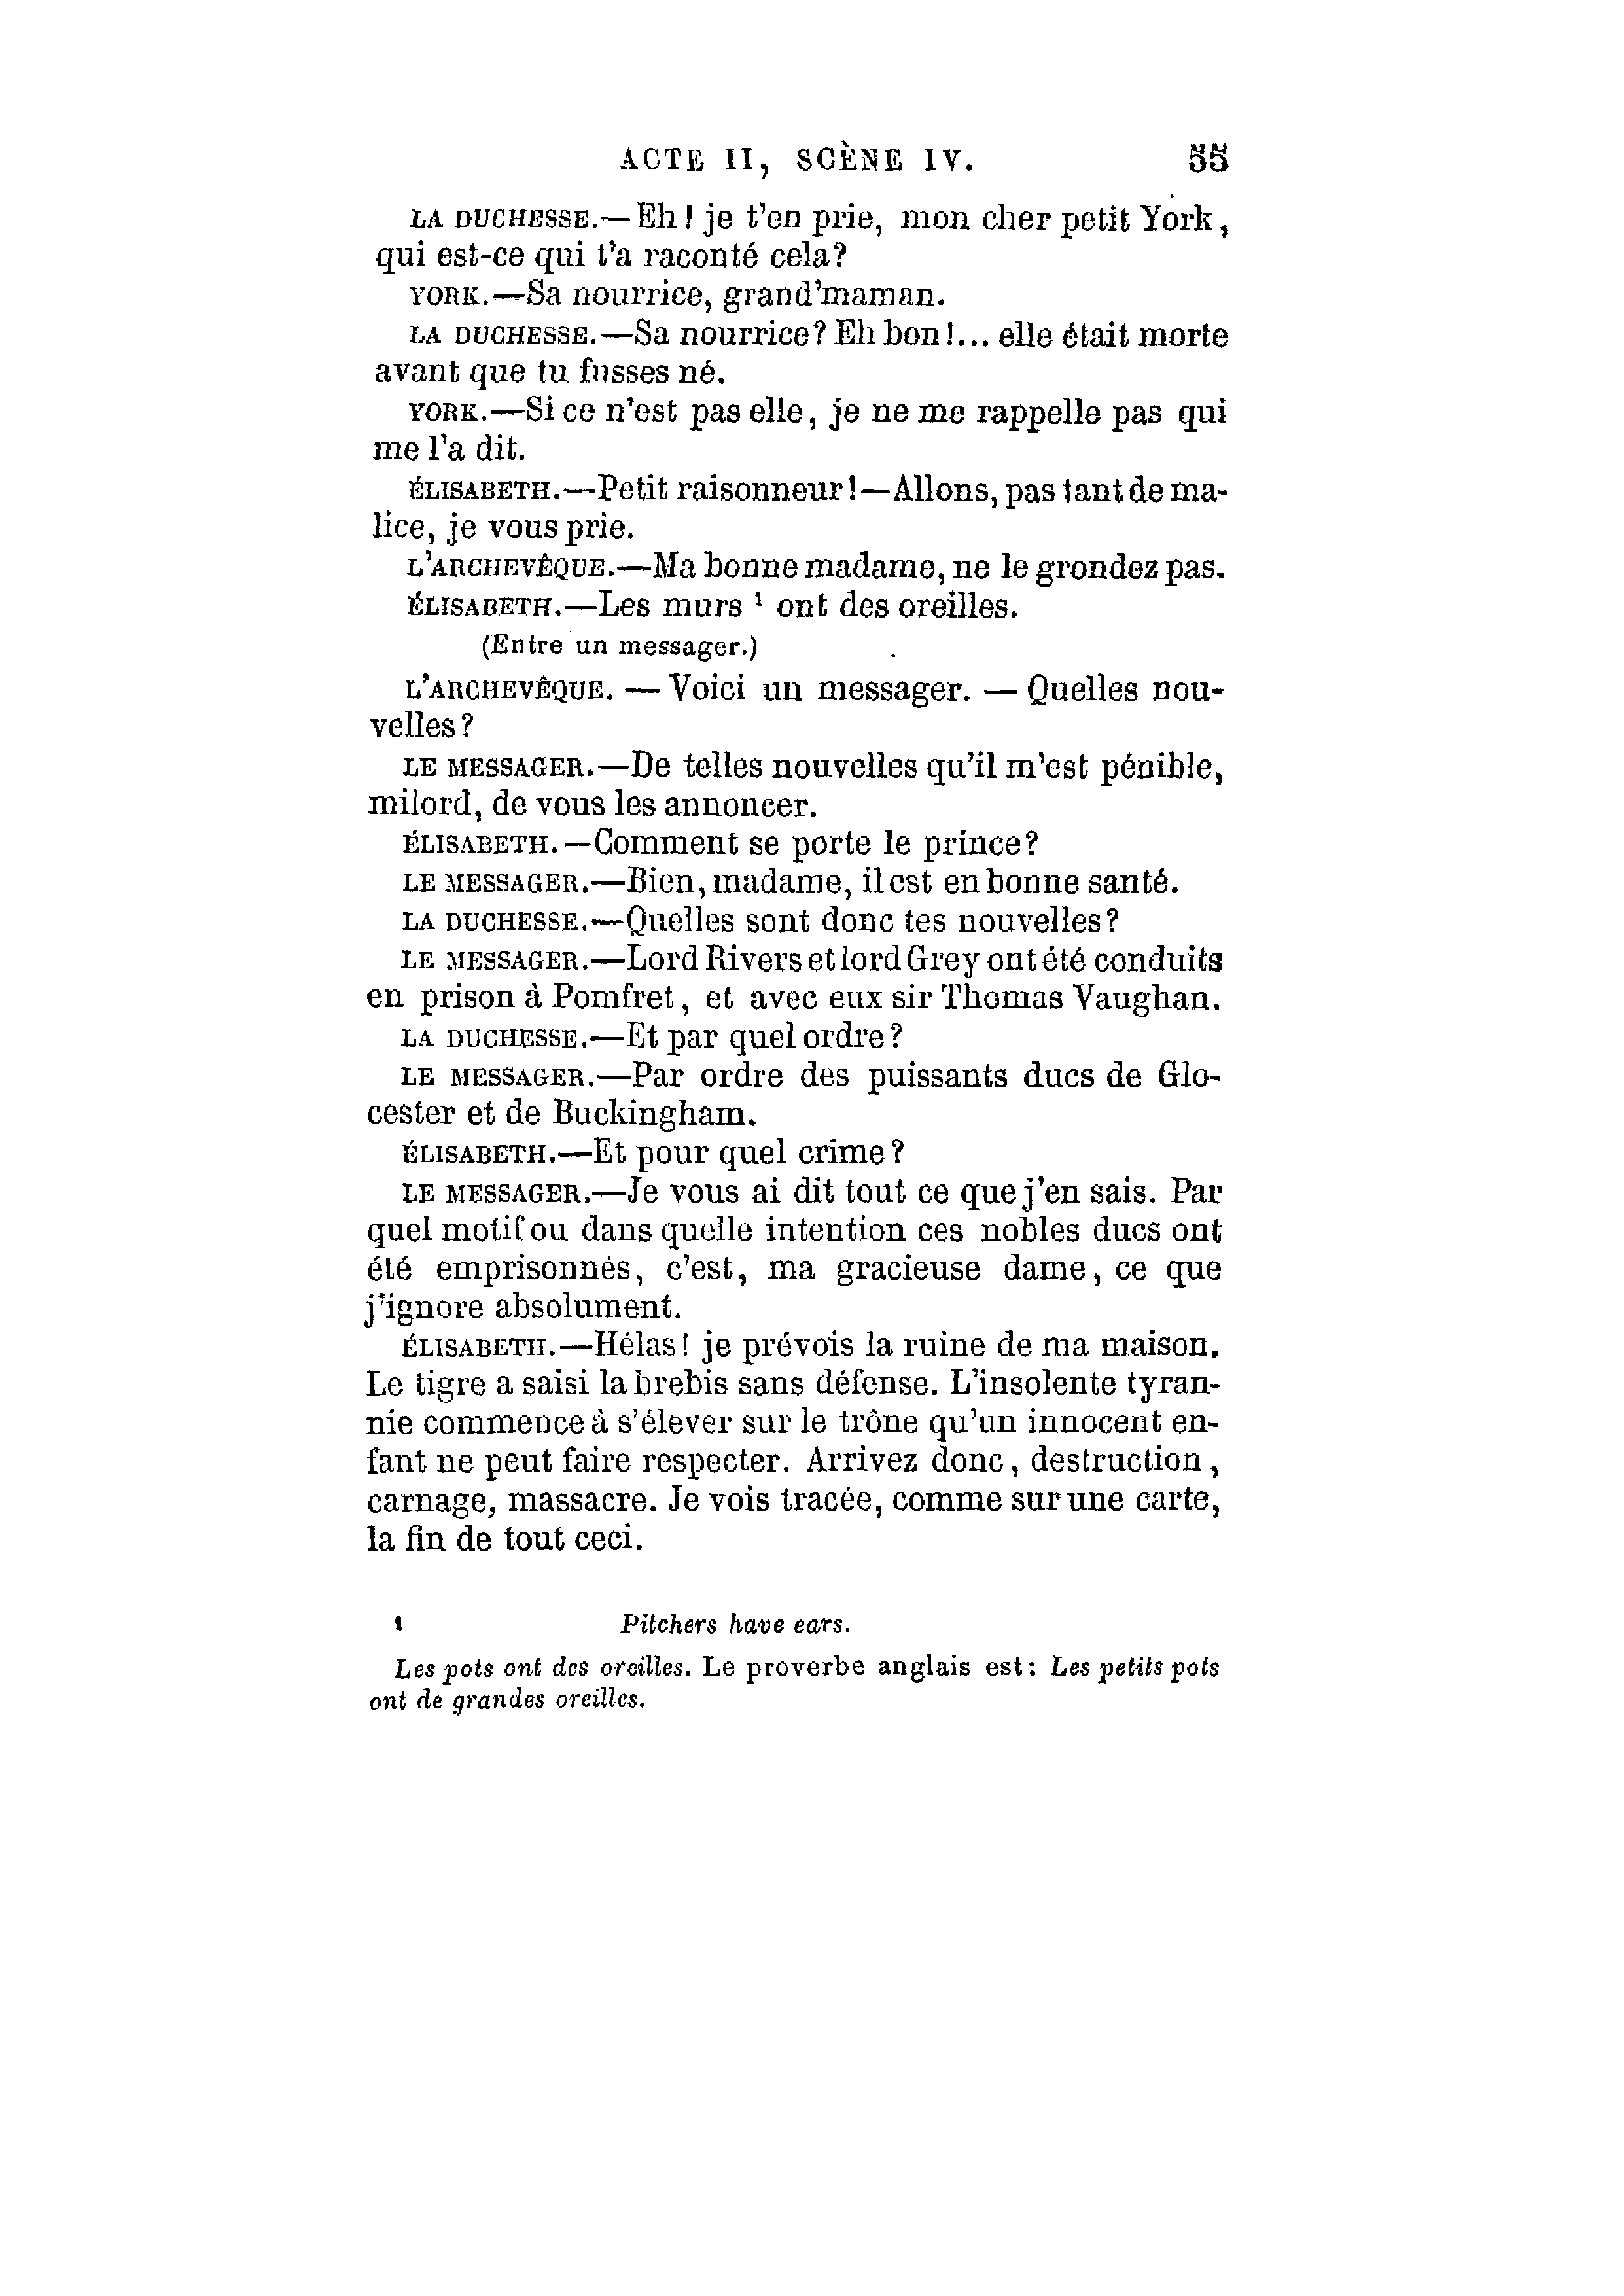 ACTE II, SCÈNE IV. 55
LA DUCHESSE.—Eh! je t'en prie, mon cher petit York,
qui est-ce qui t'a raconté cela?
YORK.—Sa nourrice, grand'maman.
LA DUCHESSE.—Sa nourrice? Eh bon!... elle était morte
avant que tu fusses né.
YORK.—Si ce n'est pas elle, je ne me rappelle pas qui
me l'a dit.
ÉLISABETH.—Petit raisonneur!—Allons, pas tant de ma-
lice, je vous prie.
L'ARCHEVÊQUE.—Ma bonne madame, ne le grondez pas.
ÉLISABETH.—Les murs ¹ ont des oreilles.
(Entre un messager.)
L'ARCHEVÊQUE. — Voici un messager. — Quelles nou-
velles?
LE MESSAGER.—De telles nouvelles qu'il m'est pénible,
milord, de vous les annoncer.
ÉLISABETH.—Comment se porte le prince?
LE MESSAGER.—Bien, madame, il est en bonne santé.
LA DUCHESSE.—Quelles sont donc tes nouvelles?
LE MESSAGER.—Lord Rivers et lord Grey ont été conduits
en prison à Pomfret, et avec eux sir Thomas Vaughan.
LA DUCHESSE.—Et par quel ordre?
LE MESSAGER.—Par ordre des puissants ducs de Glo-
cester et de Buckingham.
ÉLISABETH.—Et pour quel crime?
LE MESSAGER.—Je vous ai dit tout ce que j'en sais. Par
quel motif ou dans quelle intention ces nobles ducs ont
été emprisonnés, c'est, ma gracieuse dame, ce que
j'ignore absolument.
ÉLISABETH.—Hélas! je prévois la ruine de ma maison.
Le tigre a saisi la brebis sans défense. L'insolente tyran-
nie commence à s'élever sur le trône qu'un innocent en-
fant ne peut faire respecter. Arrivez donc, destruction,
carnage, massacre. Je vois tracée, comme sur une carte,
la fin de tout ceci.
¹ Pitchers have ears.
Les pots ont des oreilles. Le proverbe anglais est: Les petits pots
ont de grandes oreilles.